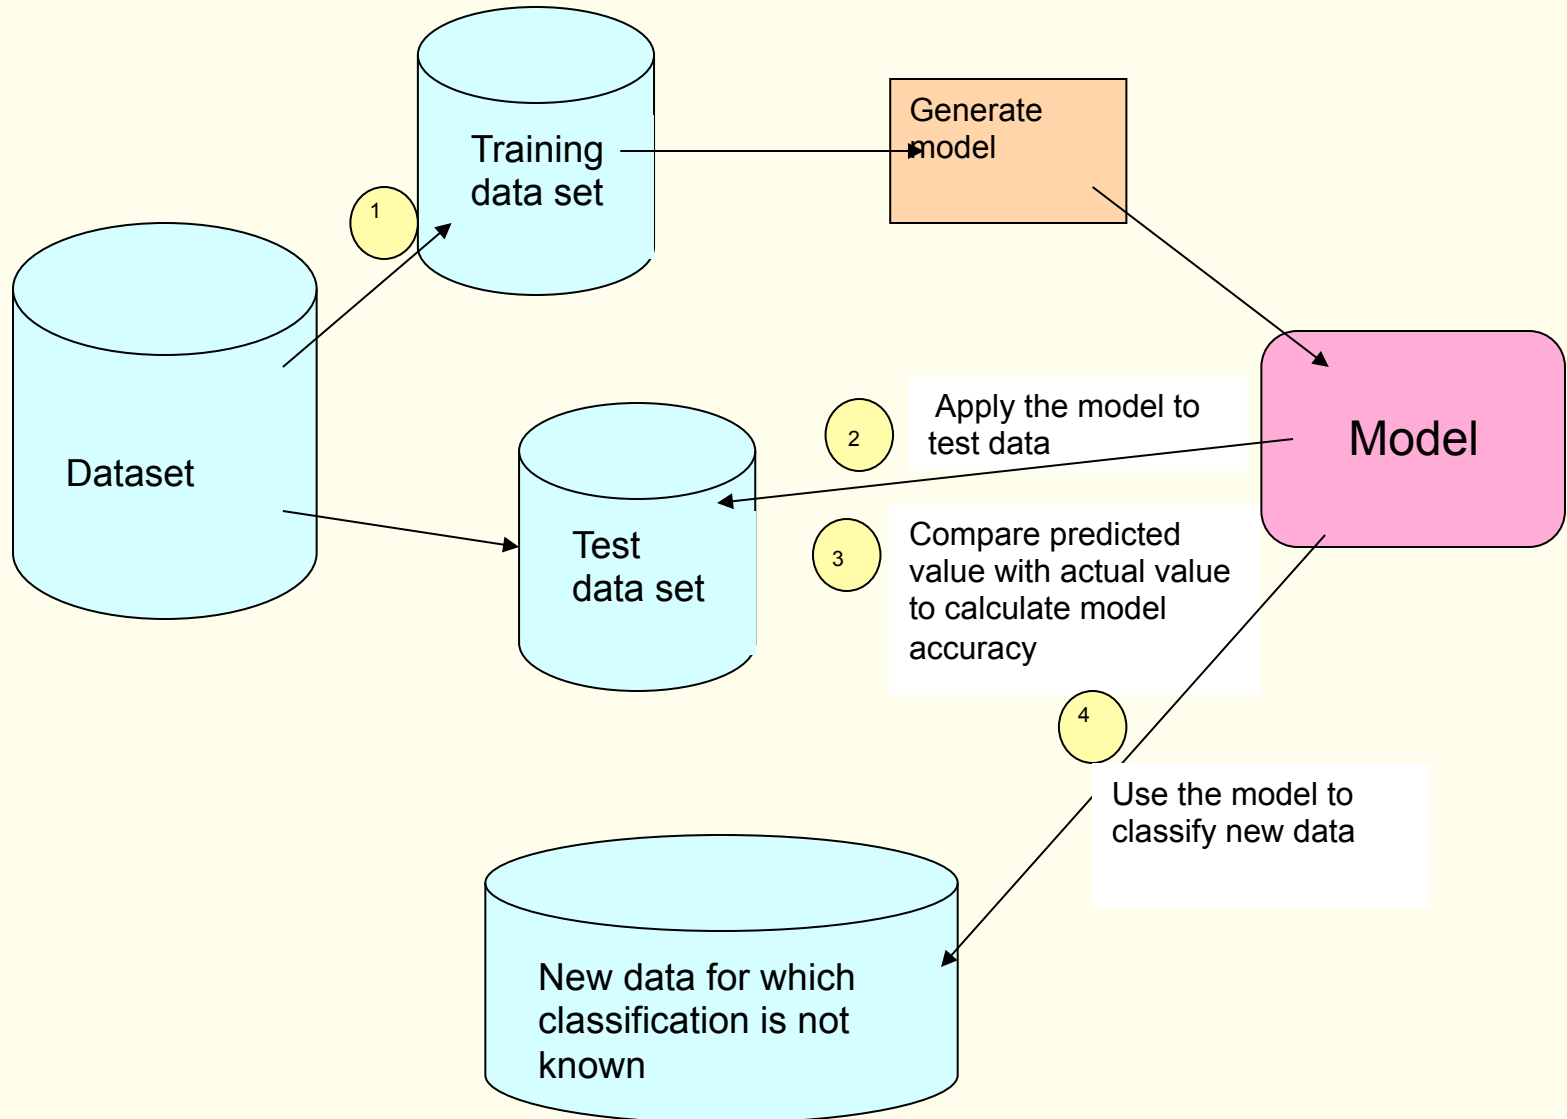 Training
data set
Generate
model
1
Dataset
2
Apply the model to
test data
Model
Test
data set
3
Compare predicted
value with actual value
to calculate model
accuracy
4
Use the model to
classify new data
New data for which
classification is not
known